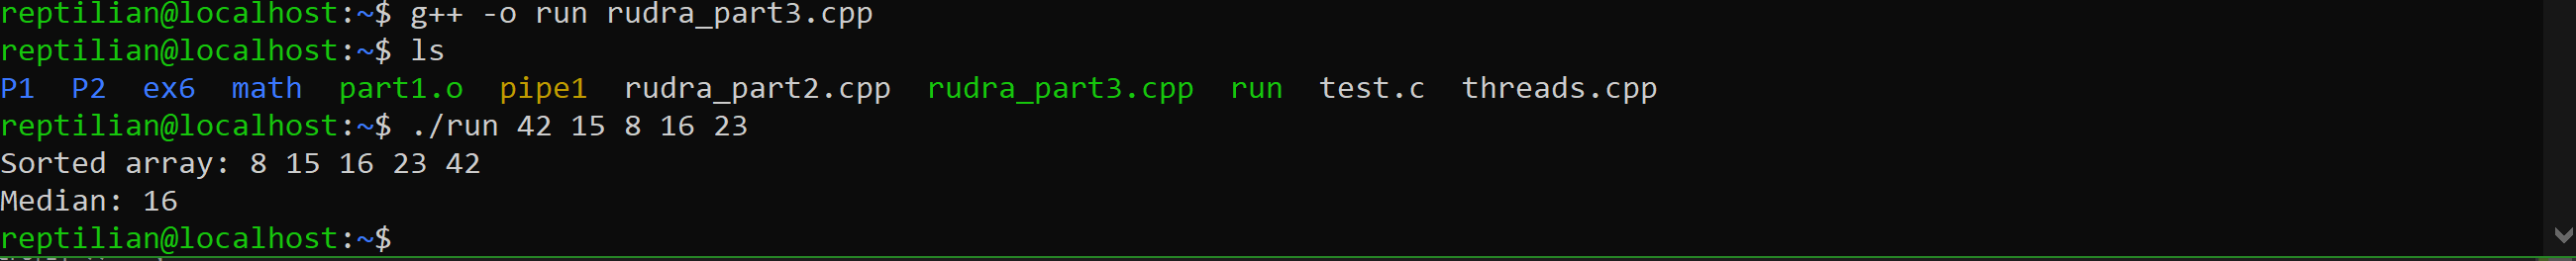 reptilian@localhost:~$ g++ -o run rudra_part3.cpp
reptilian@localhost:~$ ls
P1  P2  ex6  math  part1.o  pipe1  rudra_part2.cpp  rudra_part3.cpp  run  test.c  threads.cpp
reptilian@localhost:~$ ./run 42 15 8 16 23
Sorted array: 8 15 16 23 42
Median: 16
reptilian@localhost:~$